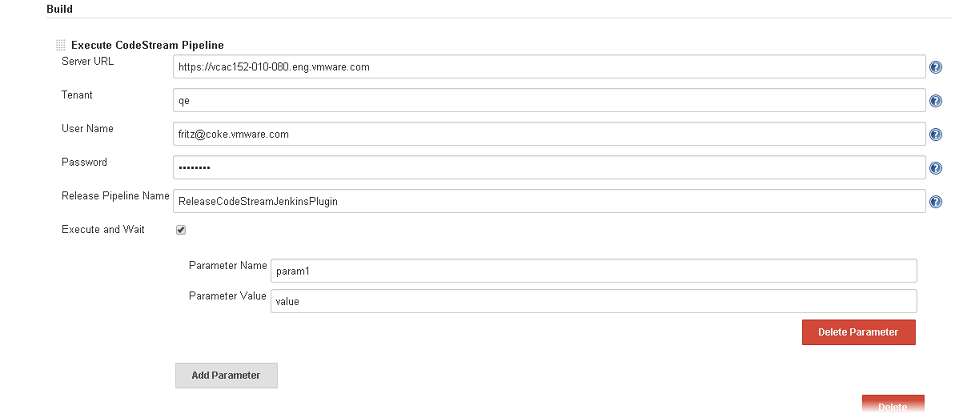 Build
Execute CodeStream Pipeline
Server URL
https://vcac152-010-080.eng.vmware.com
Tenant
qe
User Name
fritz@coke.vmware.com
Password
••••••••
Release Pipeline Name
ReleaseCodeStreamJenkinsPlugin
Execute and Wait
Parameter Name
param1
Parameter Value
value
Delete Parameter
Add Parameter
Delete